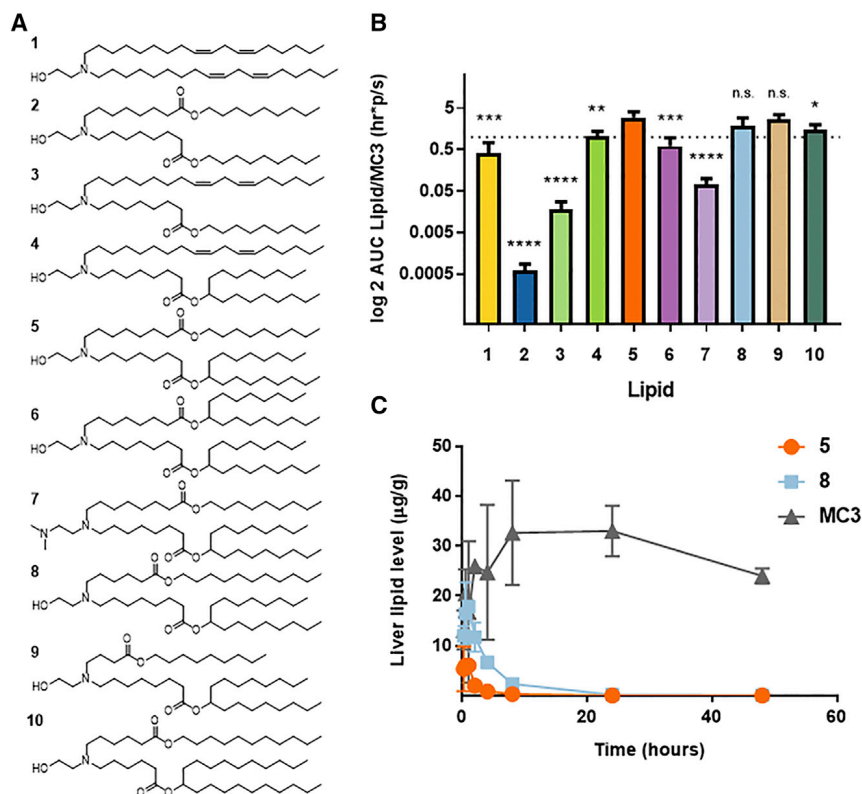 A
1
HO
N
2
O
O
HO
N
O
O
3
HO
N
O
O
4
HO
N
O
O
5
O
O
HO
N
O
O
6
O
O
HO
N
O
O
7
O
O
N
N
O
O
8
O
O
HO
N
O
O
9
O
O
HO
N
O
O
10
O
O
HO
N
O
O
B
log 2 AUC Lipid/MC3 (hr*p/s)
5
0.5
0.05
0.005
0.0005
*** **** **** ** *** **** n.s. n.s. *
1 2 3 4 5 6 7 8 9 10
Lipid
C
Liver lipid level (µg/g)
50
40
30
20
10
0 20 40 60
Time (hours)
5
8
MC3